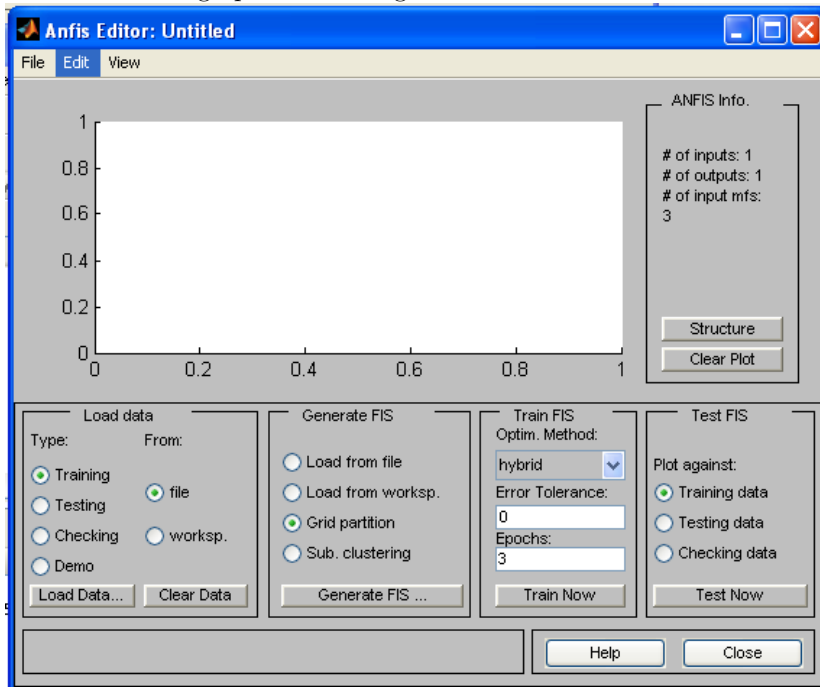 Anfis Editor: Untitled
File Edit View
1
0.8
0.6
0.4
0.2
0
0 0.2 0.4 0.6 0.8 1
ANFIS Info.
# of inputs: 1
# of outputs: 1
# of input mfs:
3
Structure
Clear Plot
Load data
Type: From:
Training
file
Testing
Checking worksp.
Demo
Load Data... Clear Data
Generate FIS
Load from file
Load from worksp.
Grid partition
Sub. clustering
Generate FIS ...
Train FIS
Optim. Method:
hybrid
Error Tolerance:
0
Epochs:
3
Train Now
Test FIS
Plot against:
Training data
Testing data
Checking data
Test Now
Help Close